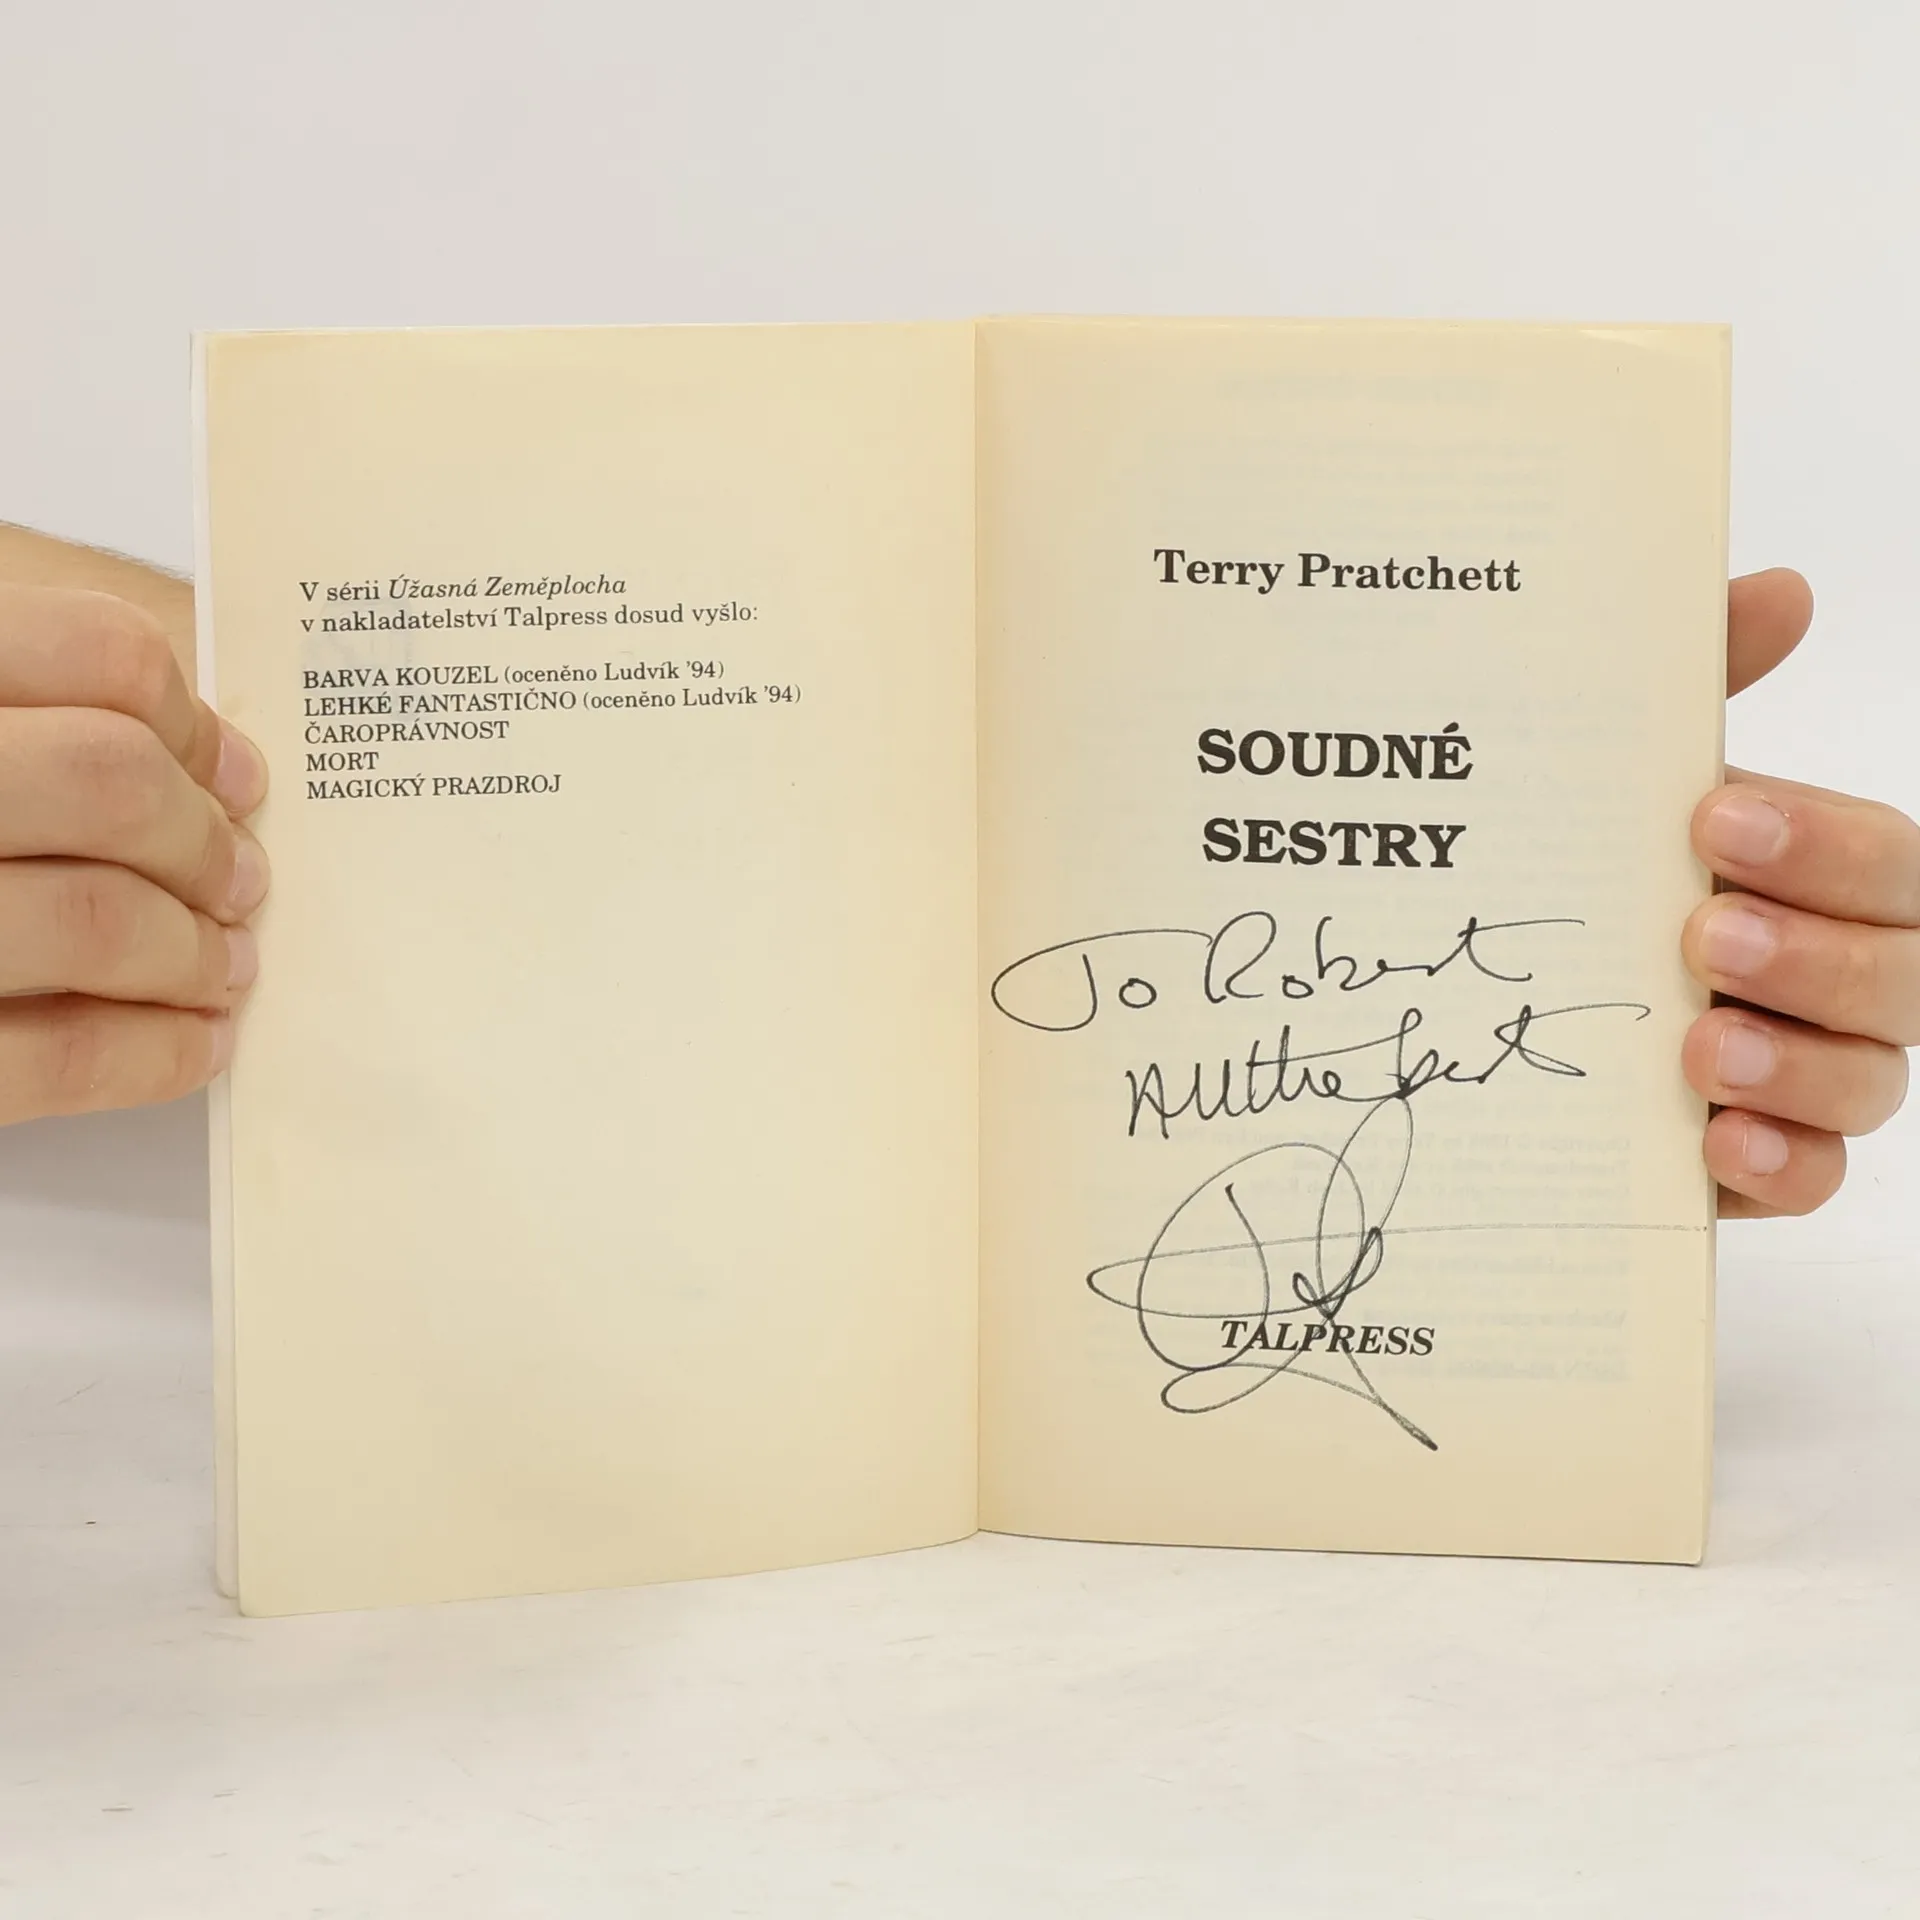 V sérii Úžasná Zeměplocha
v nakladatelství Talpress dosud vyšlo:
BARVA KOUZEL (oceněno Ludvík '94)
LEHKÉ FANTASTIČNO (oceněno Ludvík '94)
ČAROPRÁVNOST
MORT
MAGICKÝ PRAZDROJ
Terry Pratchett
SOUDNÉ
SESTRY
To Robert
All the best
TALPRESS